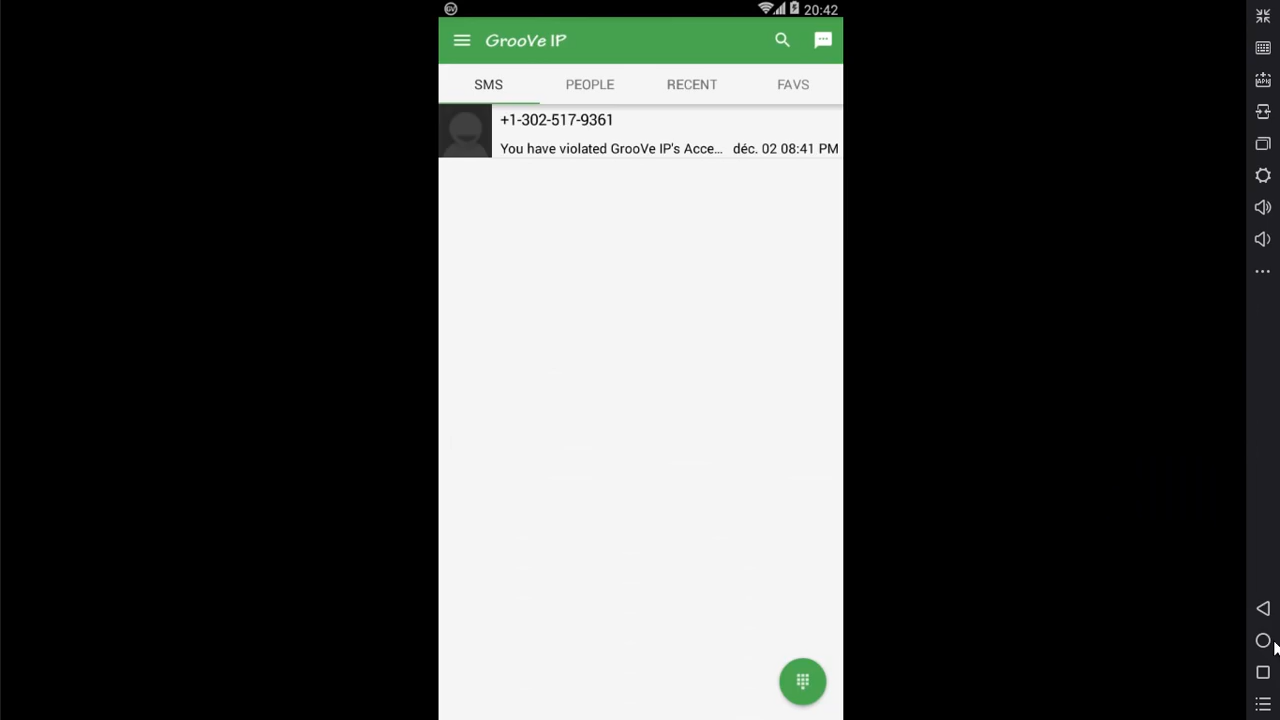 20:42
GrooVe IP
SMS PEOPLE RECENT FAVS
+1-302-517-9361
You have violated GrooVe IP's Acce... déc. 02 08:41 PM